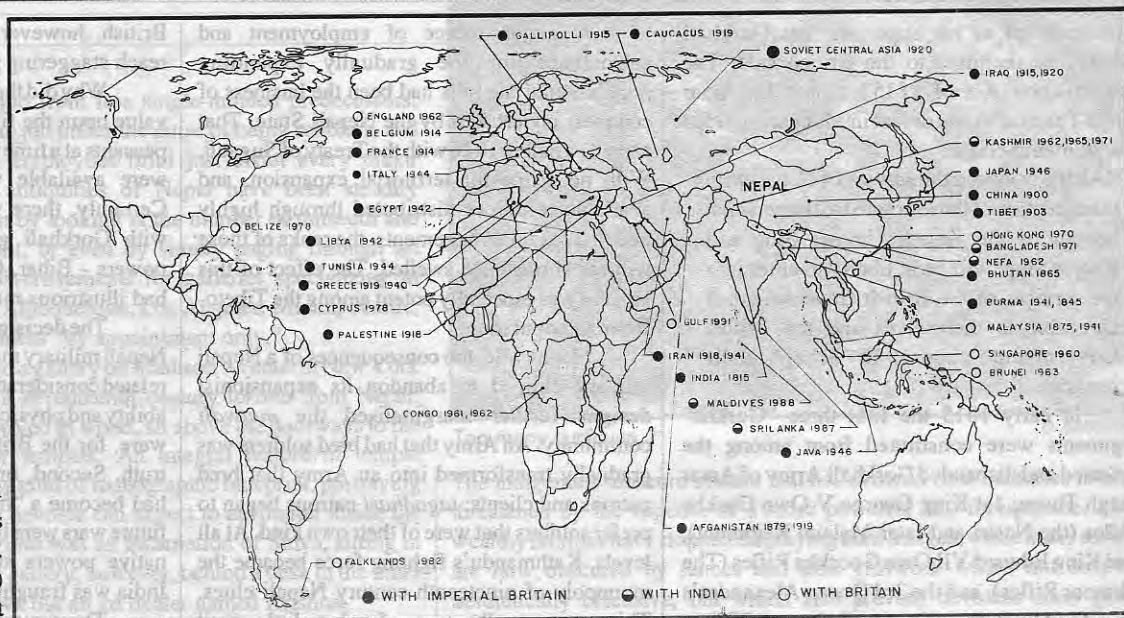 GALLIPOLLI 1915
CAUCASUS 1919
SOVIET CENTRAL ASIA 1920
IRAQ 1915,1920
ENGLAND 1962
BELGIUM 1914
FRANCE 1914
ITALY 1944
EGYPT 1942
BELIZE 1978
LIBYA 1942
TUNISIA 1944
GREECE 1919 1940
CYPRUS 1978
PALESTINE 1918
NEPAL
KASHMIR 1962,1965,1971
JAPAN 1946
CHINA 1900
TIBET 1903
HONG KONG 1970
BANGLADESH 1971
NEFA 1962
BHUTAN 1865
BURMA 1941, 1845
MALAYSIA 1875,1941
SINGAPORE 1960
BRUNEI 1963
GULF 1991
IRAN 1918,1941
INDIA 1815
MALDIVES 1988
SRILANKA 1987
JAVA 1946
CONGO 1961,1962
AFGANISTAN 1879,1919
FALKLANDS 1982
WITH IMPERIAL BRITAIN
WITH INDIA
WITH BRITAIN